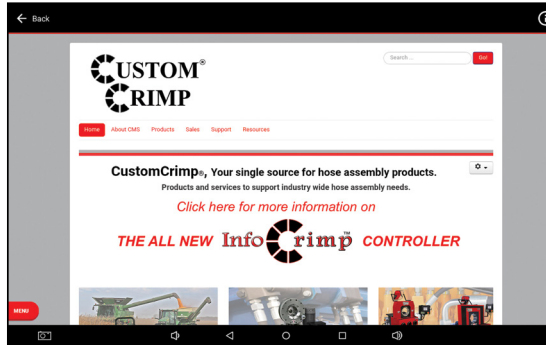 Back
CUSTOM®
CRIMP
Search ...
Go!
Home About CMS Products Sales Support Resources
CustomCrimp®, Your single source for hose assembly products.
Products and services to support industry wide hose assembly needs.
Click here for more information on
THE ALL NEW InfoCrimp™ CONTROLLER
MENU